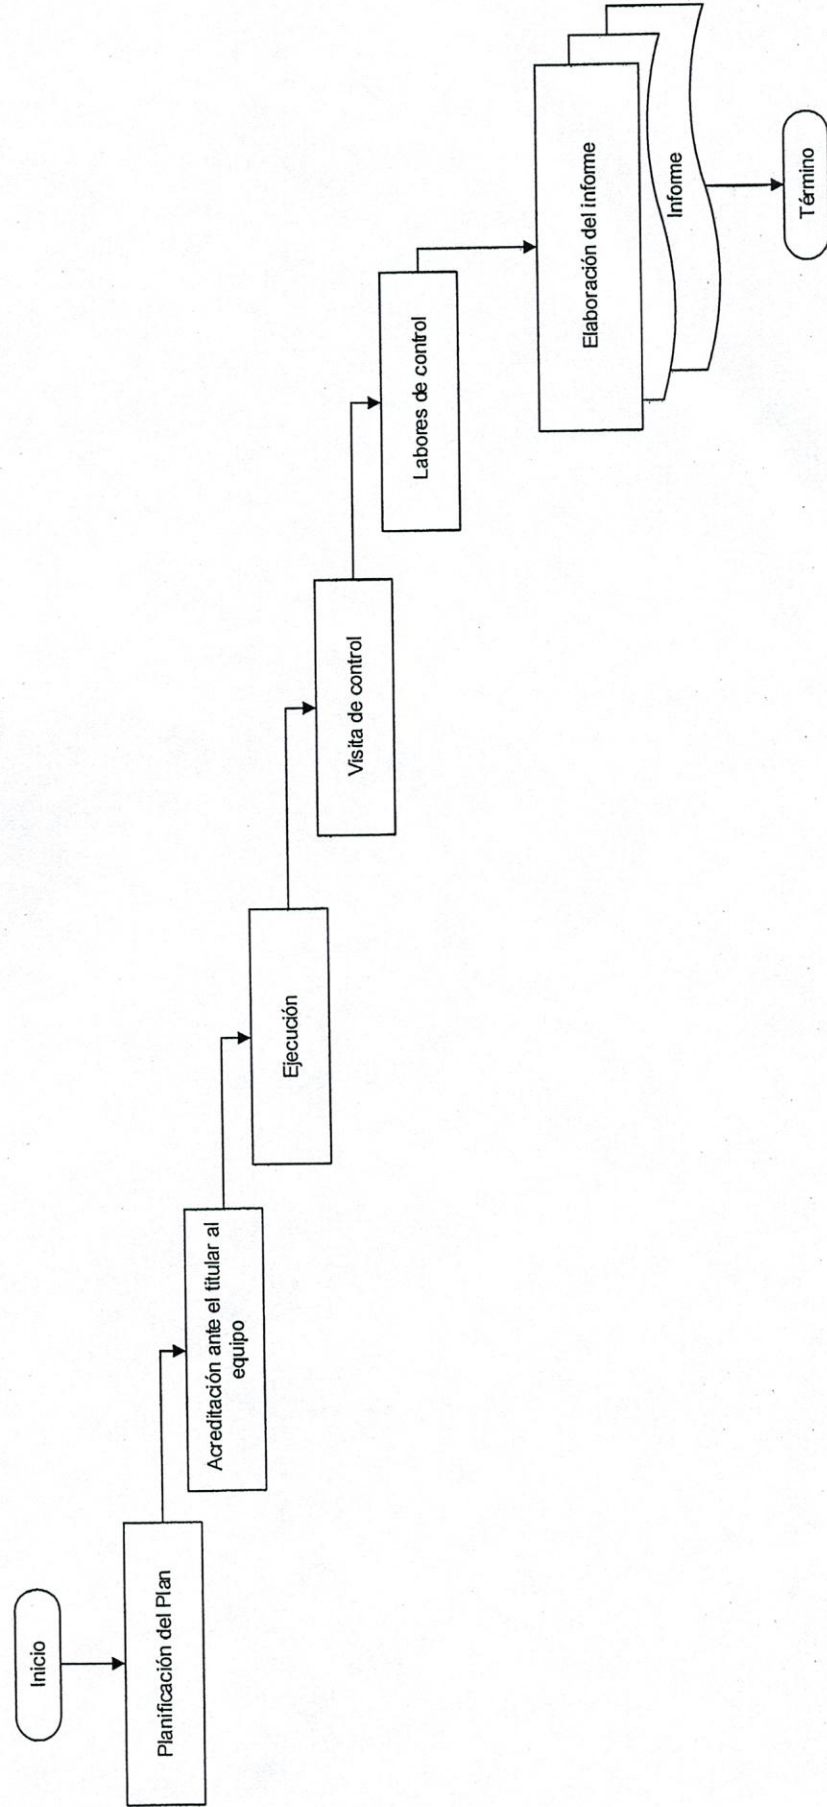 Inicio
Planificación del Plan
Acreditación ante el titular al
equipo
Ejecución
Visita de control
Labores de control
Elaboración del informe
Informe
Término